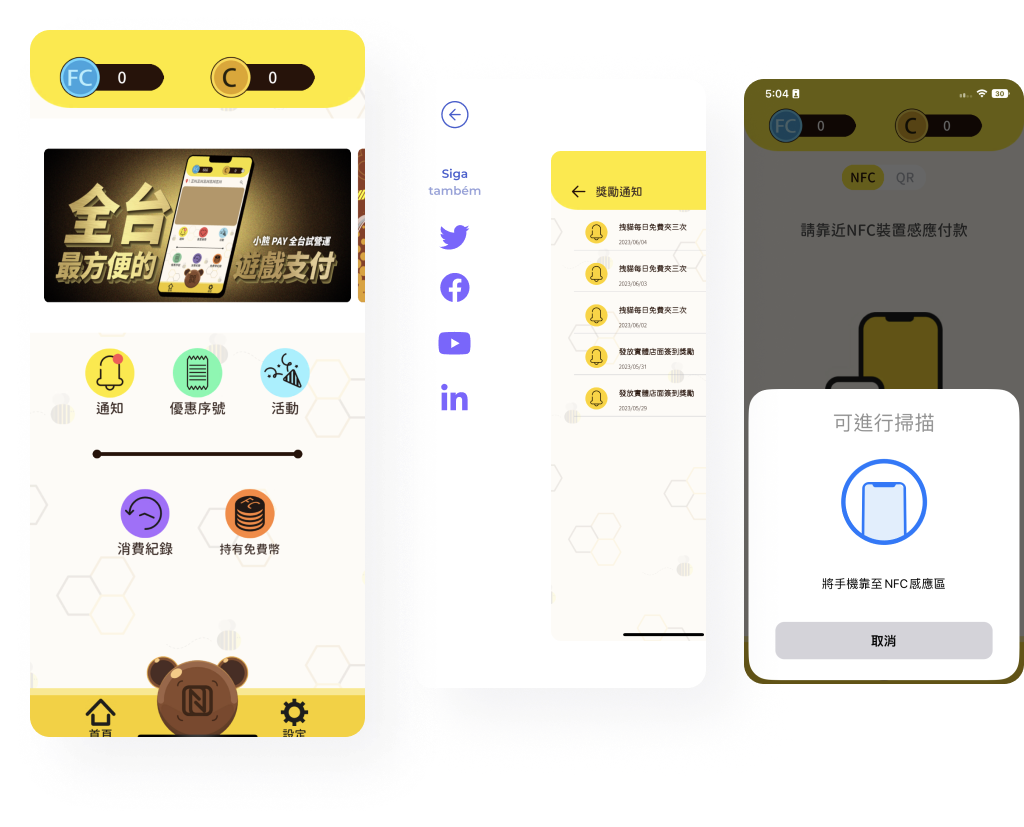 FC 0
C 0
全台
最方便的
小熊 PAY 全台試營運
遊戲支付
通知
優惠序號
活動
消費紀錄
持有免費幣
首頁
設定
Siga
também
獎勵通知
拽貓每日免費夾三次
2023/06/04
拽貓每日免費夾三次
2023/06/03
拽貓每日免費夾三次
2023/06/02
發放實體店面簽到獎勵
2023/05/31
發放實體店面簽到獎勵
2023/05/29
5:04
30
FC 0
C 0
NFC QR
請靠近NFC裝置感應付款
可進行掃描
將手機靠至 NFC 感應區
取消